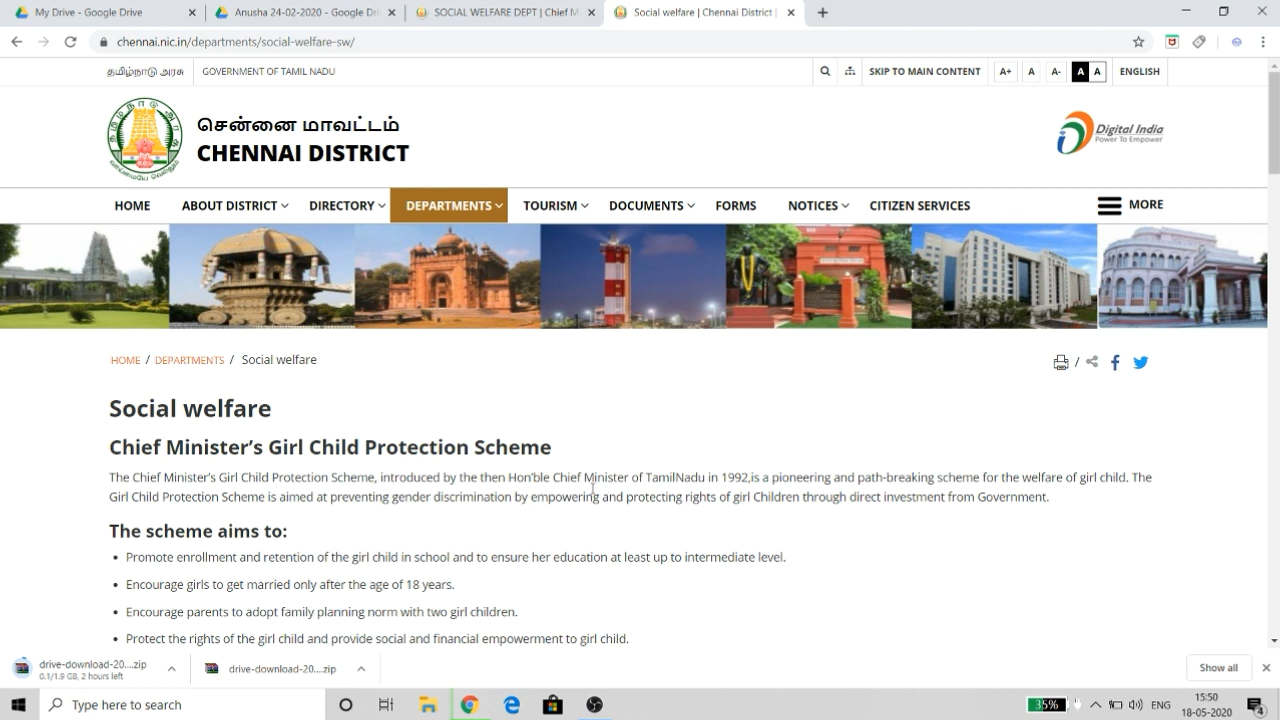 My Drive - Google Drive
Anusha 24-02-2020 - Google Dri
SOCIAL WELFARE DEPT | Chief M
Social welfare | Chennai District |
chennai.nic.in/departments/social-welfare-sw/
தமிழ்நாடு அரசு
GOVERNMENT OF TAMIL NADU
SKIP TO MAIN CONTENT
A+
A
A-
A
A
ENGLISH
சென்னை மாவட்டம்
CHENNAI DISTRICT
Digital India
Power To Empower
HOME
ABOUT DISTRICT
DIRECTORY
DEPARTMENTS
TOURISM
DOCUMENTS
FORMS
NOTICES
CITIZEN SERVICES
MORE
HOME / DEPARTMENTS / Social welfare
/
Social welfare
Chief Minister’s Girl Child Protection Scheme
The Chief Minister’s Girl Child Protection Scheme, introduced by the then Hon’ble Chief Minister of TamilNadu in 1992,is a pioneering and path-breaking scheme for the welfare of girl child. The
Girl Child Protection Scheme is aimed at preventing gender discrimination by empowering and protecting rights of girl Children through direct investment from Government.
The scheme aims to:
• Promote enrollment and retention of the girl child in school and to ensure her education at least up to intermediate level.
• Encourage girls to get married only after the age of 18 years.
• Encourage parents to adopt family planning norm with two girl children.
• Protect the rights of the girl child and provide social and financial empowerment to girl child.
drive-download-20....zip
0.1/1.9 GB, 2 hours left
drive-download-20....zip
Show all
Type here to search
35%
ENG
15:50
18-05-2020
4